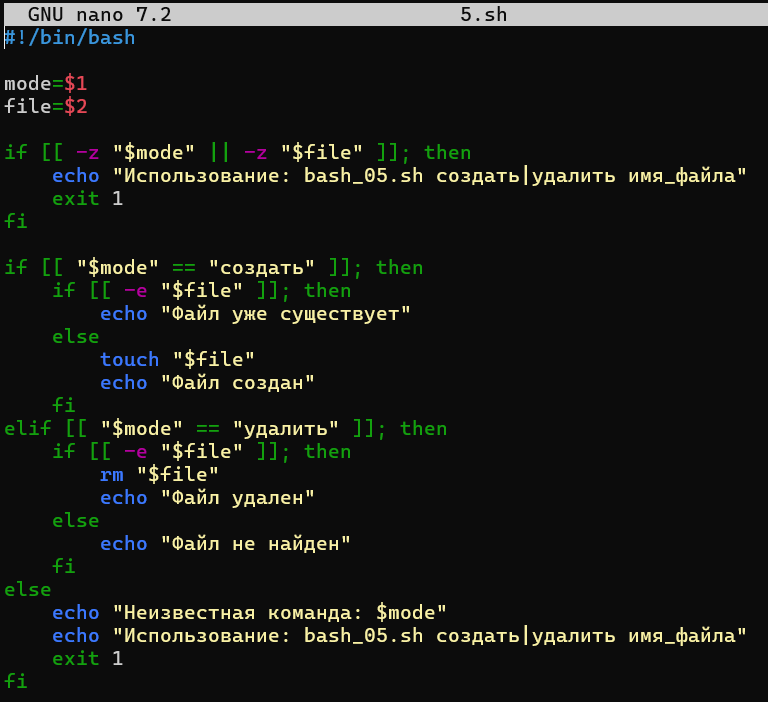 GNU nano 7.2 5.sh
#!/bin/bash
mode=$1
file=$2
if [[ -z "$mode" || -z "$file" ]]; then
echo "Использование: bash_05.sh создать|удалить имя_файла"
exit 1
fi
if [[ "$mode" == "создать" ]]; then
if [[ -e "$file" ]]; then
echo "Файл уже существует"
else
touch "$file"
echo "Файл создан"
fi
elif [[ "$mode" == "удалить" ]]; then
if [[ -e "$file" ]]; then
rm "$file"
echo "Файл удален"
else
echo "Файл не найден"
fi
else
echo "Неизвестная команда: $mode"
echo "Использование: bash_05.sh создать|удалить имя_файла"
exit 1
fi